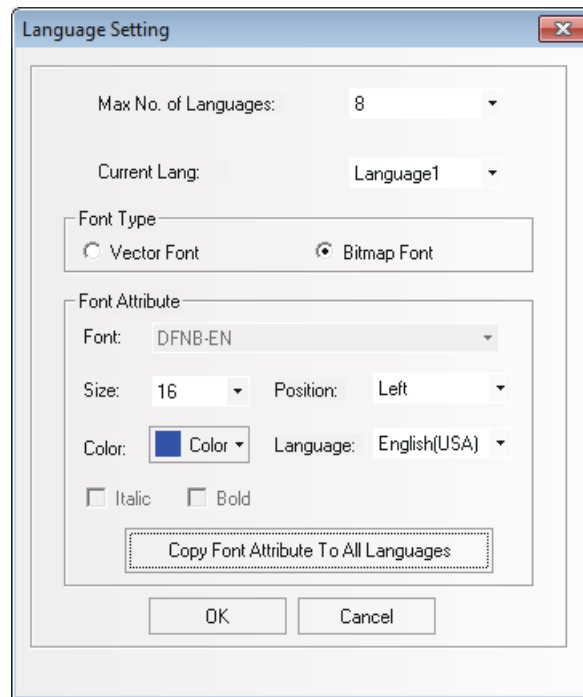 Language Setting
Max No. of Languages: 8
Current Lang: Language1
Font Type
Vector Font Bitmap Font
Font Attribute
Font: DFNB-EN
Size: 16 Position: Left
Color: Color Language: English(USA)
Italic Bold
Copy Font Attribute To All Languages
OK Cancel